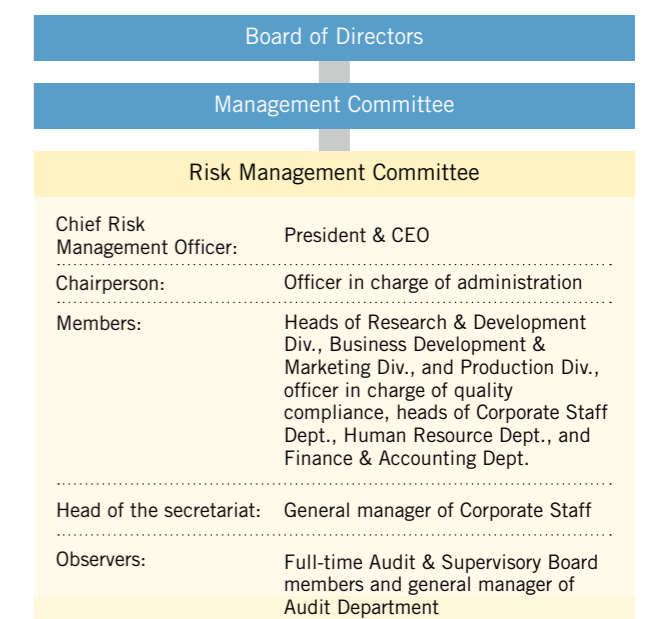 Board of Directors
Management Committee
Risk Management Committee
Chief Risk
Management Officer:
President & CEO
Chairperson:
Officer in charge of administration
Members:
Heads of Research & Development
Div., Business Development &
Marketing Div., and Production Div.,
officer in charge of quality
compliance, heads of Corporate Staff
Dept., Human Resource Dept., and
Finance & Accounting Dept.
Head of the secretariat:
General manager of Corporate Staff
Observers:
Full-time Audit & Supervisory Board
members and general manager of
Audit Department